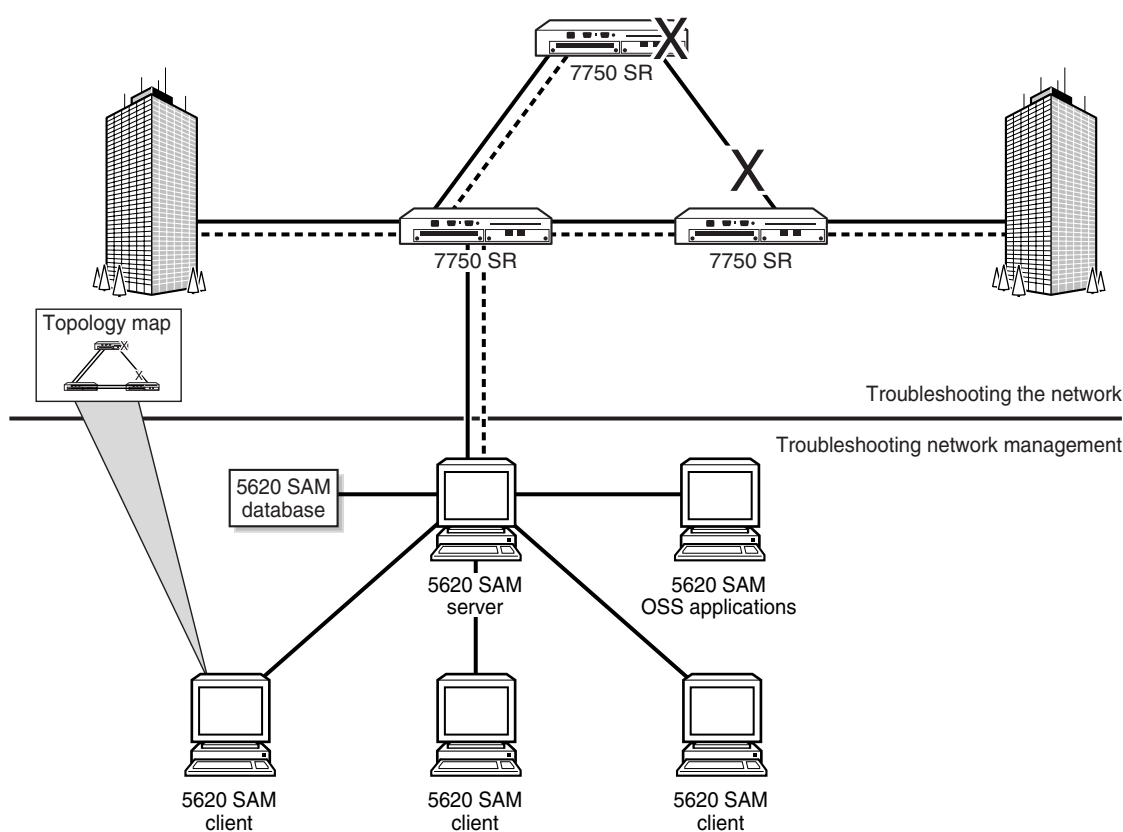 7750 SR
7750 SR
7750 SR
X
X
Topology map
X
X
Troubleshooting the network
Troubleshooting network management
5620 SAM
database
5620 SAM
server
5620 SAM
OSS applications
5620 SAM
client
5620 SAM
client
5620 SAM
client